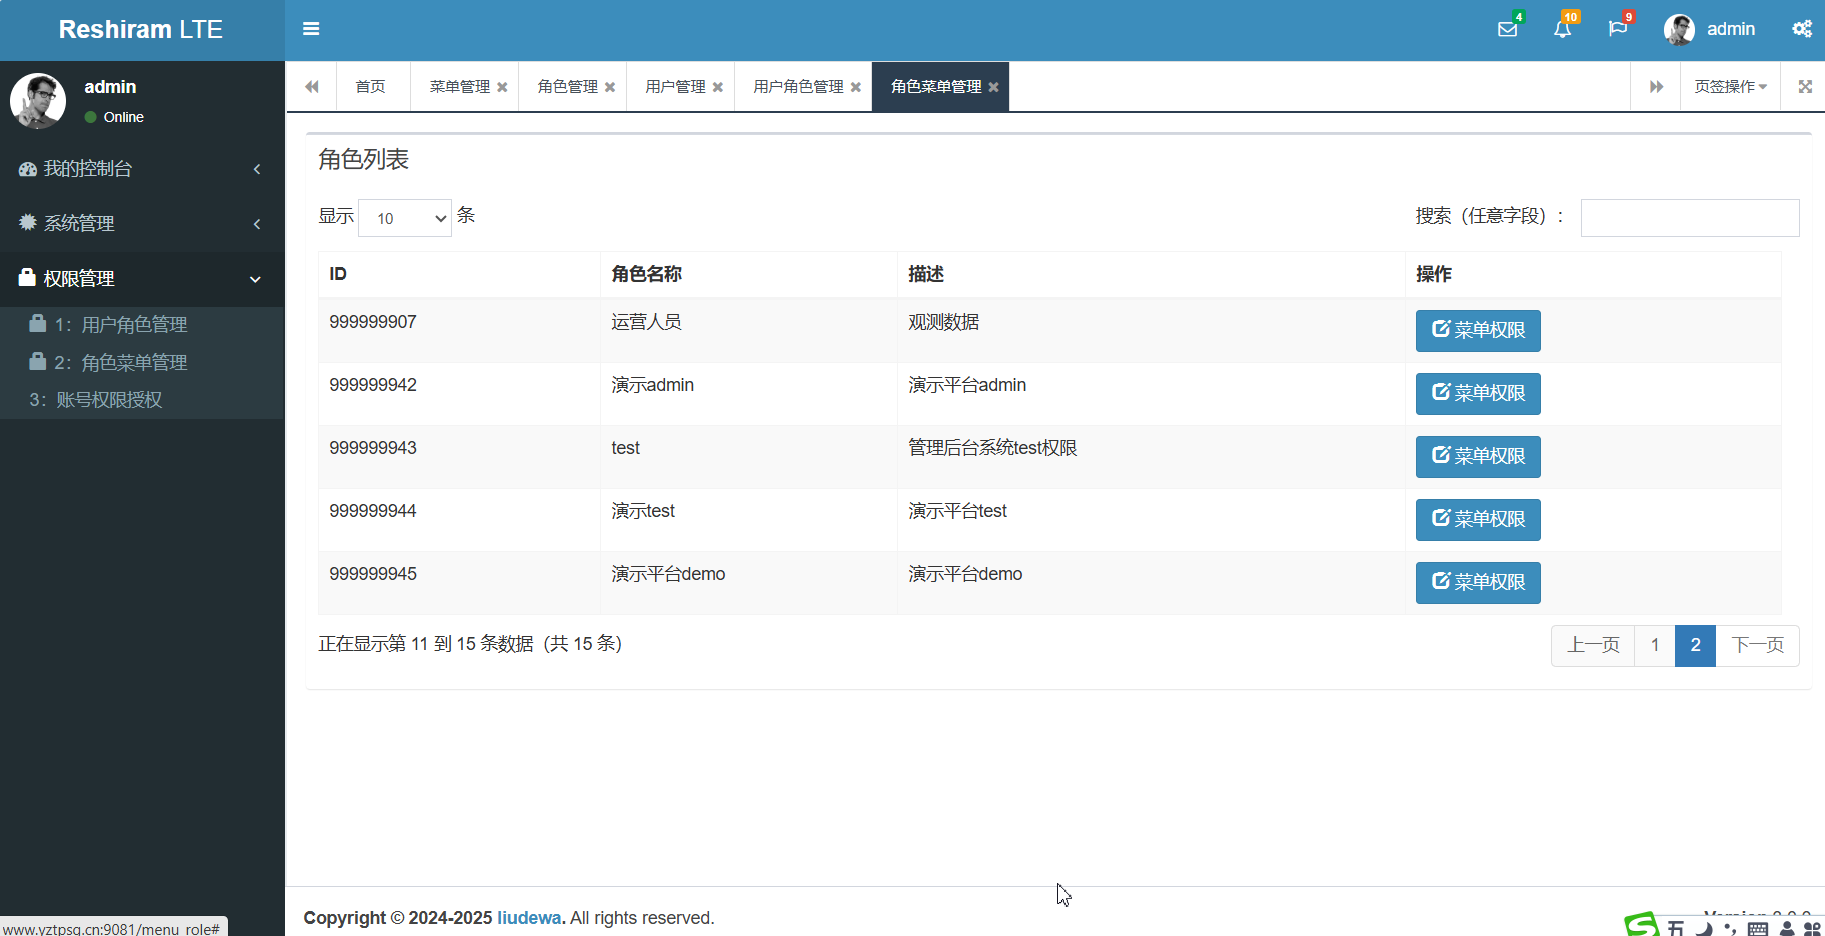 Reshiram LTE
4
10
9
admin
admin
Online
首页
菜单管理
角色管理
用户管理
用户角色管理
角色菜单管理
页签操作
我的控制台
系统管理
权限管理
1：用户角色管理
2：角色菜单管理
3：账号权限授权
角色列表
显示 10 条
搜索（任意字段）：
ID 角色名称 描述 操作
999999907 运营人员 观测数据 菜单权限
999999942 演示admin 演示平台admin 菜单权限
999999943 test 管理后台系统test权限 菜单权限
999999944 演示test 演示平台test 菜单权限
999999945 演示平台demo 演示平台demo 菜单权限
正在显示第 11 到 15 条数据（共 15 条）
上一页 1 2 下一页
Copyright © 2024-2025 liudewa. All rights reserved.
www.yztpsg.cn:9081/menu_role#
五